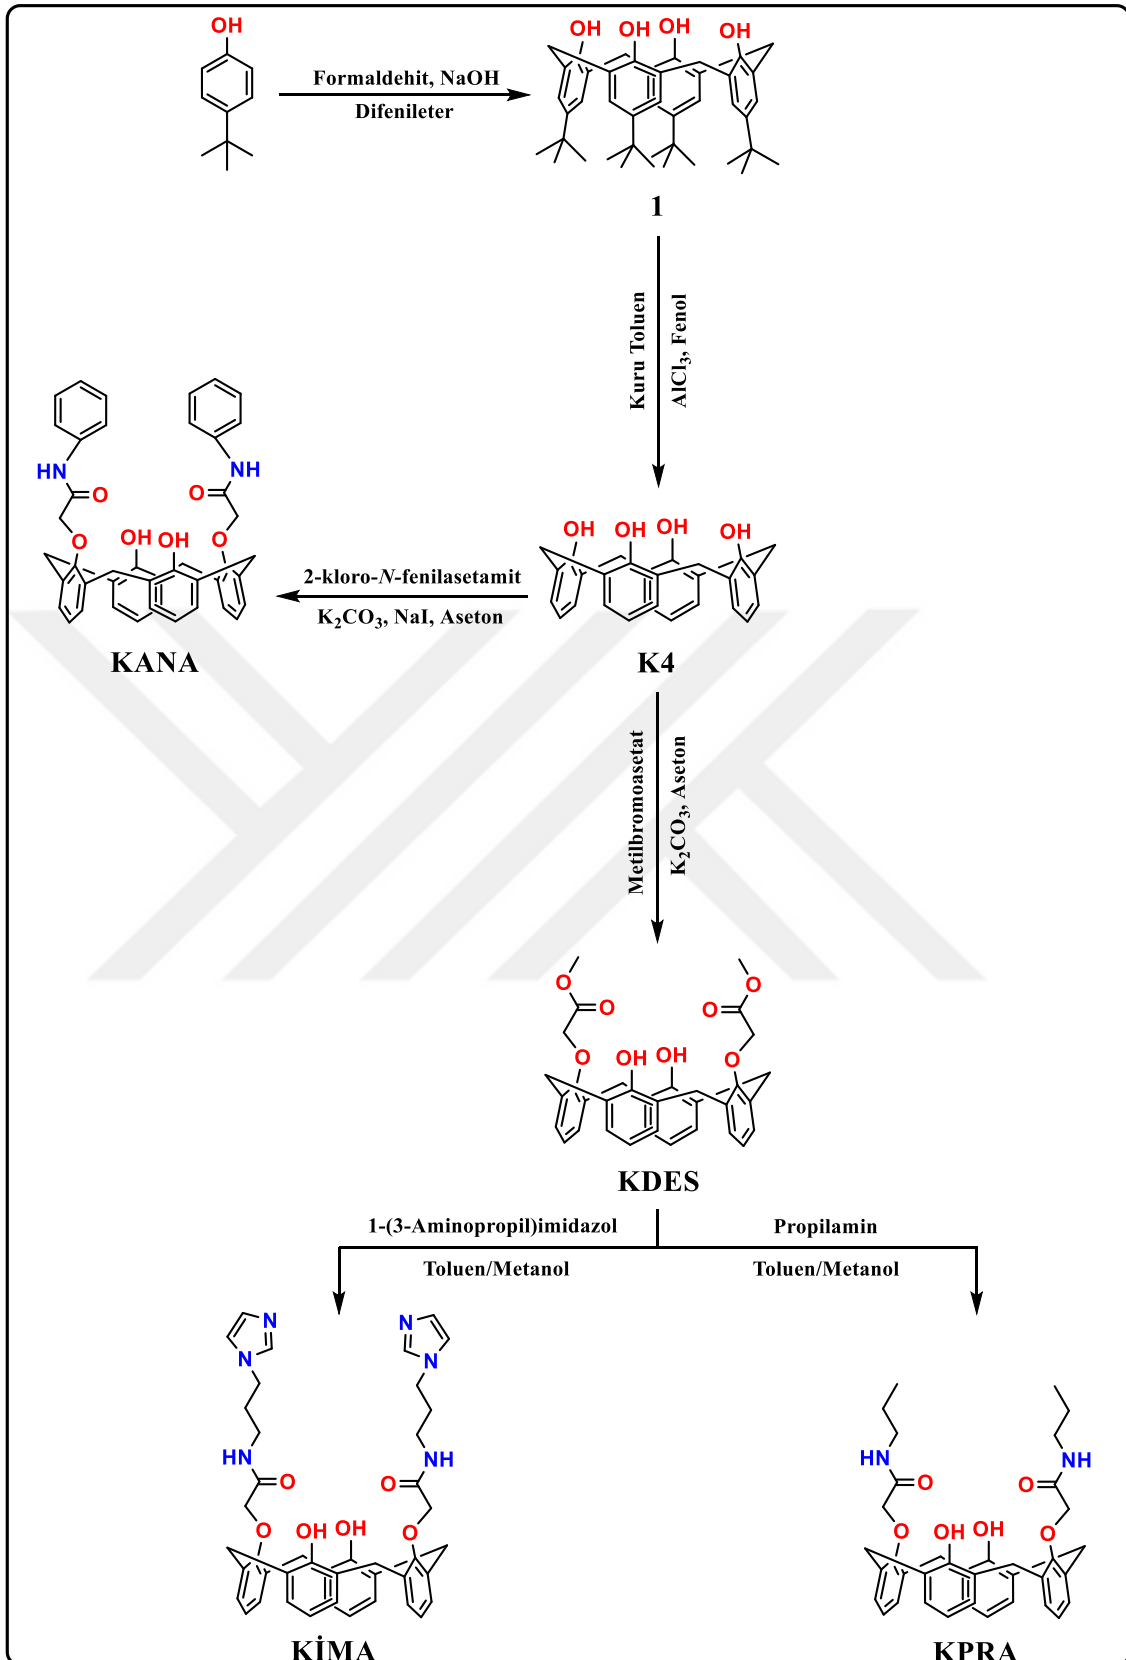 OH
Formaldehit, NaOH
Difenileter
OH OH OH OH
1
Kuru Toluen
AlCl3, Fenol
HN O
O
NH
O
O
OH OH
KANA
2-kloro-N-fenilasetamit
K2CO3, NaI, Aseton
OH OH OH OH
K4
Metilbromoasetat
K2CO3, Aseton
O
O
O
O
O
O
OH OH
KDES
1-(3-Aminopropil)imidazol
Toluen/Metanol
Propilamin
Toluen/Metanol
N
N
N
N
HN
O
NH
O
O
O
OH OH
KİMA
HN
O
NH
O
O
O
OH OH
KPRA